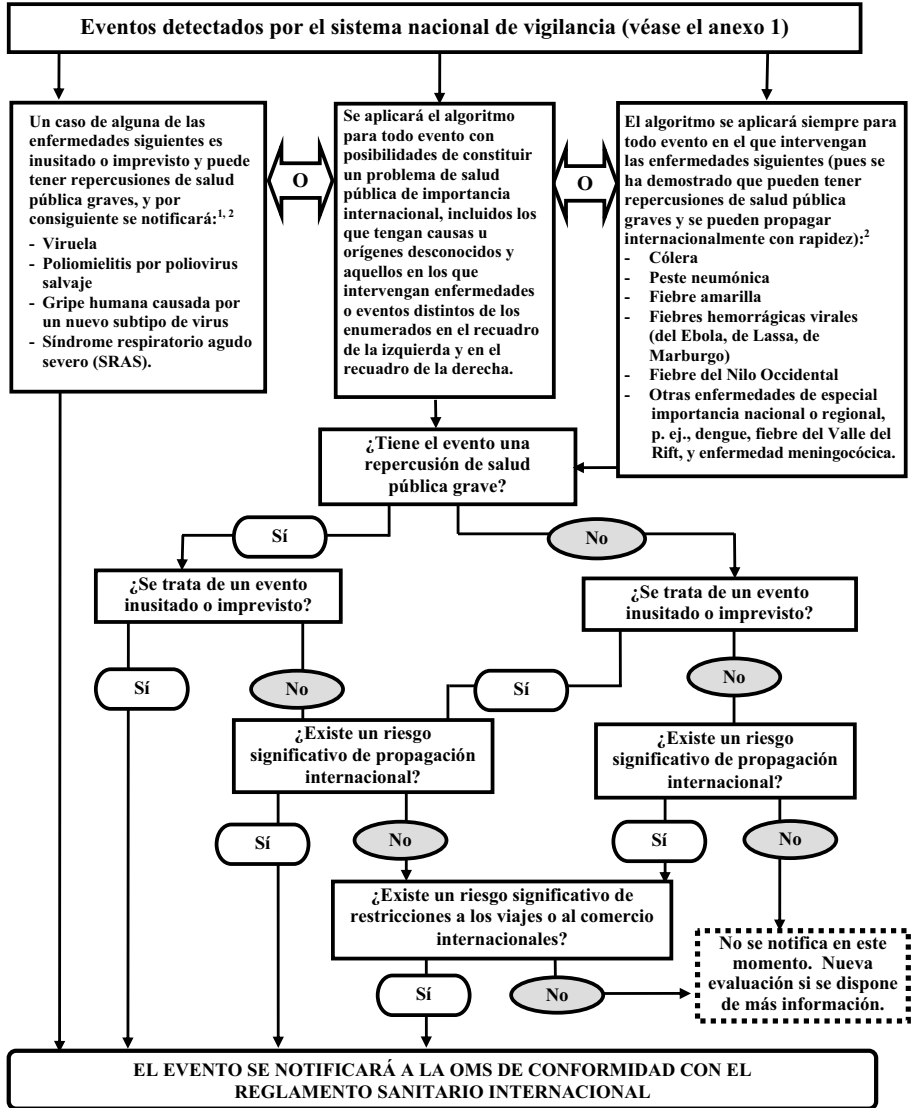 Eventos detectados por el sistema nacional de vigilancia (véase el anexo 1)
Un caso de alguna de las
enfermedades siguientes es
inusitado o imprevisto y puede
tener repercusiones de salud
pública graves, y por
consiguiente se notificará:1, 2
- Viruela
- Poliomielitis por poliovirus
salvaje
- Gripe humana causada por
un nuevo subtipo de virus
- Síndrome respiratorio agudo
severo (SRAS).
O
Se aplicará el algoritmo
para todo evento con
posibilidades de constituir
un problema de salud
pública de importancia
internacional, incluidos los
que tengan causas u
orígenes desconocidos y
aquellos en los que
intervengan enfermedades
o eventos distintos de los
enumerados en el recuadro
de la izquierda y en el
recuadro de la derecha.
O
El algoritmo se aplicará siempre para
todo evento en el que intervengan
las enfermedades siguientes (pues se
ha demostrado que pueden tener
repercusiones de salud pública
graves y se pueden propagar
internacionalmente con rapidez):2
- Cólera
- Peste neumónica
- Fiebre amarilla
- Fiebres hemorrágicas virales
(del Ebola, de Lassa, de
Marburgo)
- Fiebre del Nilo Occidental
- Otras enfermedades de especial
importancia nacional o regional,
p. ej., dengue, fiebre del Valle del
Rift, y enfermedad meningocócica.
¿Tiene el evento una
repercusión de salud
pública grave?
Sí
No
¿Se trata de un evento
inusitado o imprevisto?
¿Se trata de un evento
inusitado o imprevisto?
Sí
No
Sí
No
¿Existe un riesgo
significativo de propagación
internacional?
¿Existe un riesgo
significativo de propagación
internacional?
Sí
No
Sí
No
¿Existe un riesgo significativo de
restricciones a los viajes o al comercio
internacionales?
No se notifica en este
momento. Nueva
evaluación si se dispone
de más información.
Sí
No
EL EVENTO SE NOTIFICARÁ A LA OMS DE CONFORMIDAD CON EL
REGLAMENTO SANITARIO INTERNACIONAL